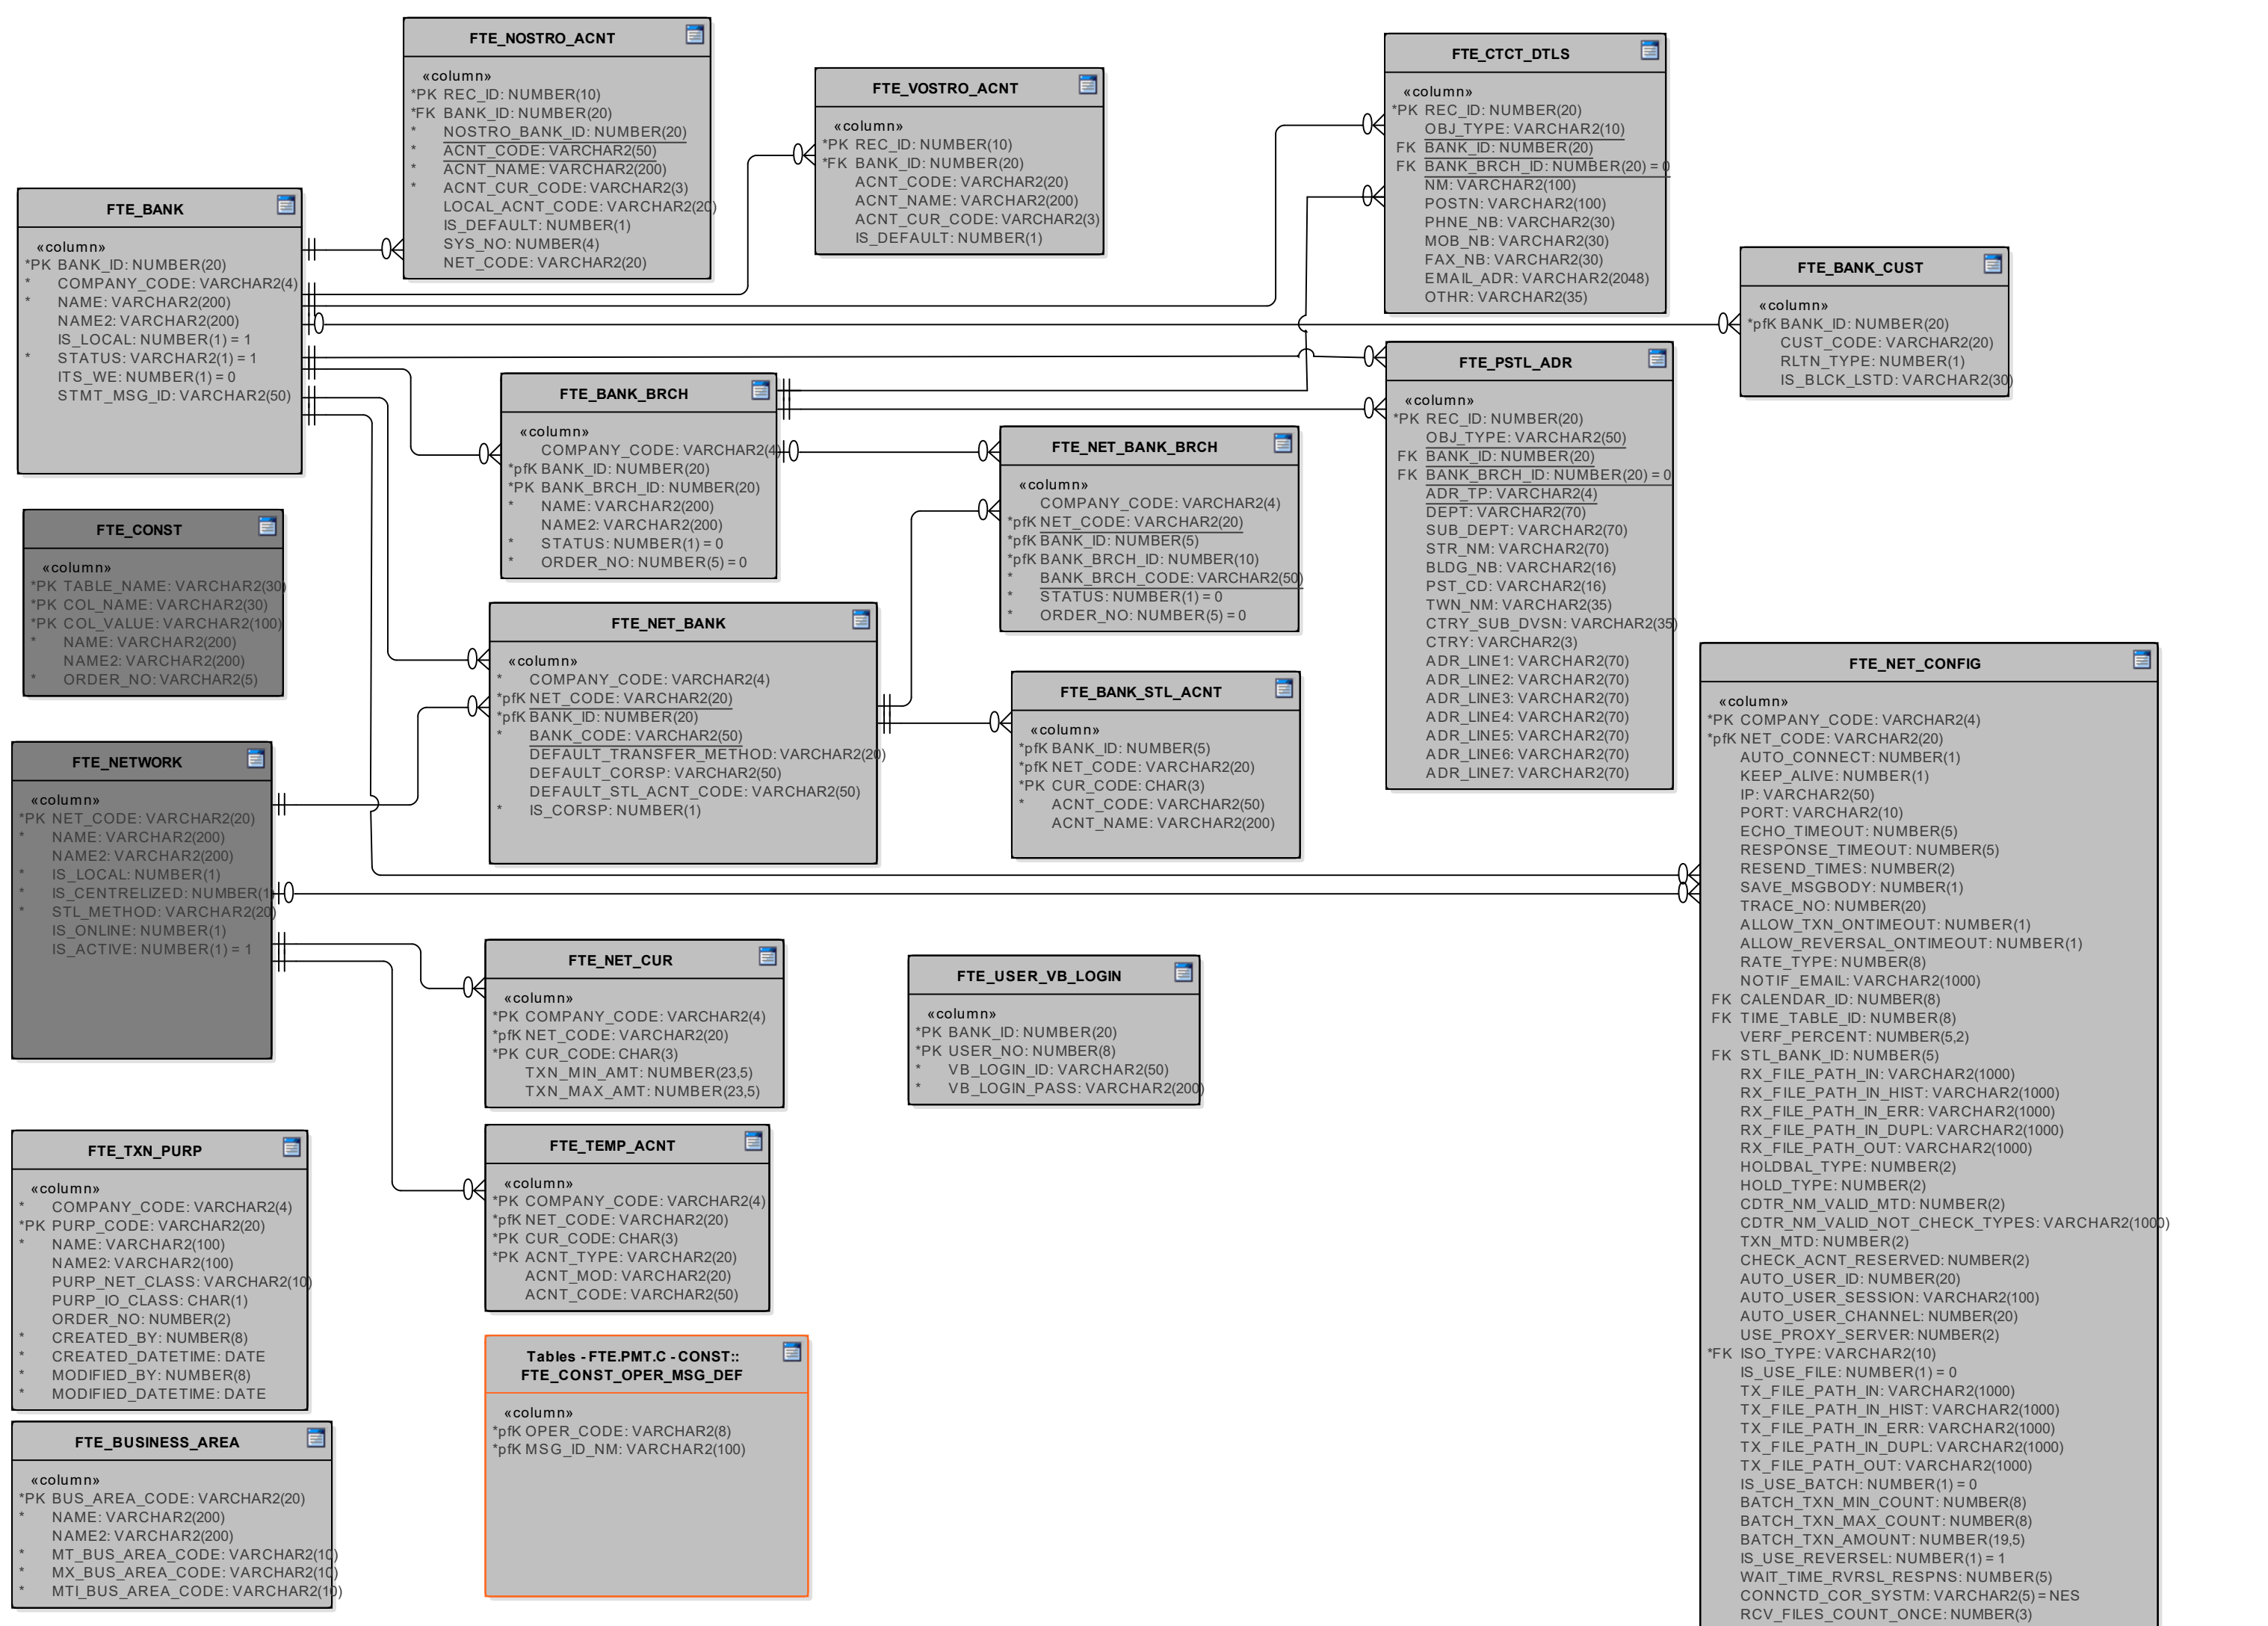 FTE_NOSTRO_ACNT
«column»
*PK REC_ID: NUMBER(10)
*FK BANK_ID: NUMBER(20)
* NOSTRO_BANK_ID: NUMBER(20)
* ACNT_CODE: VARCHAR2(50)
* ACNT_NAME: VARCHAR2(200)
* ACNT_CUR_CODE: VARCHAR2(3)
LOCAL_ACNT_CODE: VARCHAR2(20)
IS_DEFAULT: NUMBER(1)
SYS_NO: NUMBER(4)
NET_CODE: VARCHAR2(20)
FTE_VOSTRO_ACNT
«column»
*PK REC_ID: NUMBER(10)
*FK BANK_ID: NUMBER(20)
ACNT_CODE: VARCHAR2(20)
ACNT_NAME: VARCHAR2(200)
ACNT_CUR_CODE: VARCHAR2(3)
IS_DEFAULT: NUMBER(1)
FTE_CTCT_DTLS
«column»
*PK REC_ID: NUMBER(20)
OBJ_TYPE: VARCHAR2(10)
FK BANK_ID: NUMBER(20)
FK BANK_BRCH_ID: NUMBER(20) = 0
NM: VARCHAR2(100)
POSTN: VARCHAR2(100)
PHNE_NB: VARCHAR2(30)
MOB_NB: VARCHAR2(30)
FAX_NB: VARCHAR2(30)
EMAIL_ADR: VARCHAR2(2048)
OTHR: VARCHAR2(35)
FTE_BANK
«column»
*PK BANK_ID: NUMBER(20)
* COMPANY_CODE: VARCHAR2(4)
* NAME: VARCHAR2(200)
NAME2: VARCHAR2(200)
IS_LOCAL: NUMBER(1) = 1
* STATUS: VARCHAR2(1) = 1
ITS_WE: NUMBER(1) = 0
STMT_MSG_ID: VARCHAR2(50)
FTE_BANK_CUST
«column»
*pfK BANK_ID: NUMBER(20)
CUST_CODE: VARCHAR2(20)
RLTN_TYPE: NUMBER(1)
IS_BLCK_LSTD: VARCHAR2(30)
FTE_BANK_BRCH
«column»
COMPANY_CODE: VARCHAR2(4)
*pfK BANK_ID: NUMBER(20)
*PK BANK_BRCH_ID: NUMBER(20)
* NAME: VARCHAR2(200)
NAME2: VARCHAR2(200)
* STATUS: NUMBER(1) = 0
* ORDER_NO: NUMBER(5) = 0
FTE_PSTL_ADR
«column»
*PK REC_ID: NUMBER(20)
OBJ_TYPE: VARCHAR2(50)
FK BANK_ID: NUMBER(20)
FK BANK_BRCH_ID: NUMBER(20) = 0
ADR_TP: VARCHAR2(4)
DEPT: VARCHAR2(70)
SUB_DEPT: VARCHAR2(70)
STR_NM: VARCHAR2(70)
BLDG_NB: VARCHAR2(16)
PST_CD: VARCHAR2(16)
TWN_NM: VARCHAR2(35)
CTRY_SUB_DVSN: VARCHAR2(35)
CTRY: VARCHAR2(3)
ADR_LINE1: VARCHAR2(70)
ADR_LINE2: VARCHAR2(70)
ADR_LINE3: VARCHAR2(70)
ADR_LINE4: VARCHAR2(70)
ADR_LINE5: VARCHAR2(70)
ADR_LINE6: VARCHAR2(70)
ADR_LINE7: VARCHAR2(70)
FTE_NET_BANK_BRCH
«column»
COMPANY_CODE: VARCHAR2(4)
*pfK NET_CODE: VARCHAR2(20)
*pfK BANK_ID: NUMBER(5)
*pfK BANK_BRCH_ID: NUMBER(10)
* BANK_BRCH_CODE: VARCHAR2(50)
* STATUS: NUMBER(1) = 0
* ORDER_NO: NUMBER(5) = 0
FTE_CONST
«column»
*PK TABLE_NAME: VARCHAR2(30)
*PK COL_NAME: VARCHAR2(30)
*PK COL_VALUE: VARCHAR2(100)
* NAME: VARCHAR2(200)
NAME2: VARCHAR2(200)
* ORDER_NO: VARCHAR2(5)
FTE_NET_BANK
«column»
* COMPANY_CODE: VARCHAR2(4)
*pfK NET_CODE: VARCHAR2(20)
*pfK BANK_ID: NUMBER(20)
* BANK_CODE: VARCHAR2(50)
DEFAULT_TRANSFER_METHOD: VARCHAR2(20)
DEFAULT_CORSP: VARCHAR2(50)
DEFAULT_STL_ACNT_CODE: VARCHAR2(50)
* IS_CORSP: NUMBER(1)
FTE_BANK_STL_ACNT
«column»
*pfK BANK_ID: NUMBER(5)
*pfK NET_CODE: VARCHAR2(20)
*PK CUR_CODE: CHAR(3)
* ACNT_CODE: VARCHAR2(50)
ACNT_NAME: VARCHAR2(200)
FTE_NETWORK
«column»
*PK NET_CODE: VARCHAR2(20)
* NAME: VARCHAR2(200)
NAME2: VARCHAR2(200)
* IS_LOCAL: NUMBER(1)
* IS_CENTRELIZED: NUMBER(1)
* STL_METHOD: VARCHAR2(20)
IS_ONLINE: NUMBER(1)
IS_ACTIVE: NUMBER(1) = 1
FTE_NET_CONFIG
«column»
*PK COMPANY_CODE: VARCHAR2(4)
*pfK NET_CODE: VARCHAR2(20)
AUTO_CONNECT: NUMBER(1)
KEEP_ALIVE: NUMBER(1)
IP: VARCHAR2(50)
PORT: VARCHAR2(10)
ECHO_TIMEOUT: NUMBER(5)
RESPONSE_TIMEOUT: NUMBER(5)
RESEND_TIMES: NUMBER(2)
SAVE_MSGBODY: NUMBER(1)
TRACE_NO: NUMBER(20)
ALLOW_TXN_ONTIMEOUT: NUMBER(1)
ALLOW_REVERSAL_ONTIMEOUT: NUMBER(1)
RATE_TYPE: NUMBER(8)
NOTIF_EMAIL: VARCHAR2(1000)
FK CALENDAR_ID: NUMBER(8)
FK TIME_TABLE_ID: NUMBER(8)
VERF_PERCENT: NUMBER(5,2)
FK STL_BANK_ID: NUMBER(5)
RX_FILE_PATH_IN: VARCHAR2(1000)
RX_FILE_PATH_IN_HIST: VARCHAR2(1000)
RX_FILE_PATH_IN_ERR: VARCHAR2(1000)
RX_FILE_PATH_IN_DUPL: VARCHAR2(1000)
RX_FILE_PATH_OUT: VARCHAR2(1000)
HOLDBAL_TYPE: NUMBER(2)
HOLD_TYPE: NUMBER(2)
CDTR_NM_VALID_MTD: NUMBER(2)
CDTR_NM_VALID_NOT_CHECK_TYPES: VARCHAR2(1000)
TXN_MTD: NUMBER(2)
CHECK_ACNT_RESERVED: NUMBER(2)
AUTO_USER_ID: NUMBER(20)
AUTO_USER_SESSION: VARCHAR2(100)
AUTO_USER_CHANNEL: NUMBER(20)
USE_PROXY_SERVER: NUMBER(2)
*FK ISO_TYPE: VARCHAR2(10)
IS_USE_FILE: NUMBER(1) = 0
TX_FILE_PATH_IN: VARCHAR2(1000)
TX_FILE_PATH_IN_HIST: VARCHAR2(1000)
TX_FILE_PATH_IN_ERR: VARCHAR2(1000)
TX_FILE_PATH_IN_DUPL: VARCHAR2(1000)
TX_FILE_PATH_OUT: VARCHAR2(1000)
IS_USE_BATCH: NUMBER(1) = 0
BATCH_TXN_MIN_COUNT: NUMBER(8)
BATCH_TXN_MAX_COUNT: NUMBER(8)
BATCH_TXN_AMOUNT: NUMBER(19,5)
IS_USE_REVERSEL: NUMBER(1) = 1
WAIT_TIME_RVRSL_RESPNS: NUMBER(5)
CONNCTD_COR_SYSTM: VARCHAR2(5) = NES
RCV_FILES_COUNT_ONCE: NUMBER(3)
FTE_NET_CUR
«column»
*PK COMPANY_CODE: VARCHAR2(4)
*pfK NET_CODE: VARCHAR2(20)
*PK CUR_CODE: CHAR(3)
TXN_MIN_AMT: NUMBER(23,5)
TXN_MAX_AMT: NUMBER(23,5)
FTE_USER_VB_LOGIN
«column»
*PK BANK_ID: NUMBER(20)
*PK USER_NO: NUMBER(8)
* VB_LOGIN_ID: VARCHAR2(50)
* VB_LOGIN_PASS: VARCHAR2(200)
FTE_TXN_PURP
«column»
* COMPANY_CODE: VARCHAR2(4)
*PK PURP_CODE: VARCHAR2(20)
* NAME: VARCHAR2(100)
NAME2: VARCHAR2(100)
PURP_NET_CLASS: VARCHAR2(10)
PURP_IO_CLASS: CHAR(1)
ORDER_NO: NUMBER(2)
* CREATED_BY: NUMBER(8)
* CREATED_DATETIME: DATE
* MODIFIED_BY: NUMBER(8)
* MODIFIED_DATETIME: DATE
FTE_TEMP_ACNT
«column»
*PK COMPANY_CODE: VARCHAR2(4)
*pfK NET_CODE: VARCHAR2(20)
*PK CUR_CODE: CHAR(3)
*PK ACNT_TYPE: VARCHAR2(20)
ACNT_MOD: VARCHAR2(20)
ACNT_CODE: VARCHAR2(50)
Tables - FTE.PMT.C - CONST::
FTE_CONST_OPER_MSG_DEF
«column»
*pfK OPER_CODE: VARCHAR2(8)
*pfK MSG_ID_NM: VARCHAR2(100)
FTE_BUSINESS_AREA
«column»
*PK BUS_AREA_CODE: VARCHAR2(20)
* NAME: VARCHAR2(200)
NAME2: VARCHAR2(200)
* MT_BUS_AREA_CODE: VARCHAR2(10)
* MX_BUS_AREA_CODE: VARCHAR2(10)
* MTI_BUS_AREA_CODE: VARCHAR2(10)